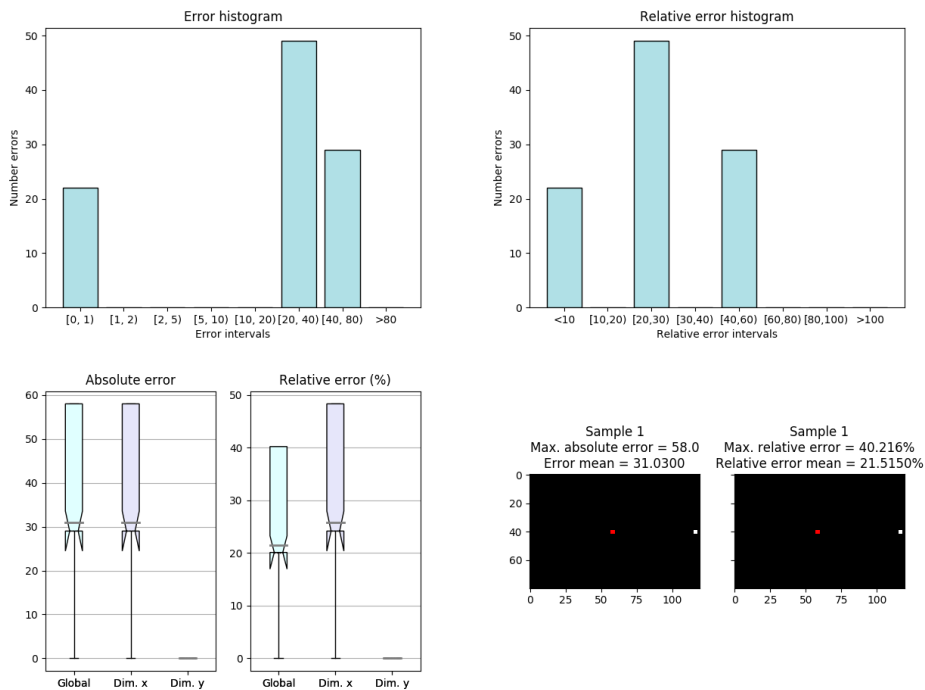 Error histogram
50
40
30
20
10
0
Number errors
[0, 1) [1, 2) [2, 5) [5, 10) [10, 20) [20, 40) [40, 80) >80
Error intervals
Relative error histogram
50
40
30
20
10
0
Number errors
<10 [10,20) [20,30) [30,40) [40,60) [60,80) [80,100) >100
Relative error intervals
Absolute error
60
50
40
30
20
10
0
Global Dim. x Dim. y
Relative error (%)
50
40
30
20
10
0
Global Dim. x Dim. y
Sample 1
Max. absolute error = 58.0
Error mean = 31.0300
0
20
40
60
0 25 50 75 100
Sample 1
Max. relative error = 40.216%
Relative error mean = 21.5150%
0 25 50 75 100